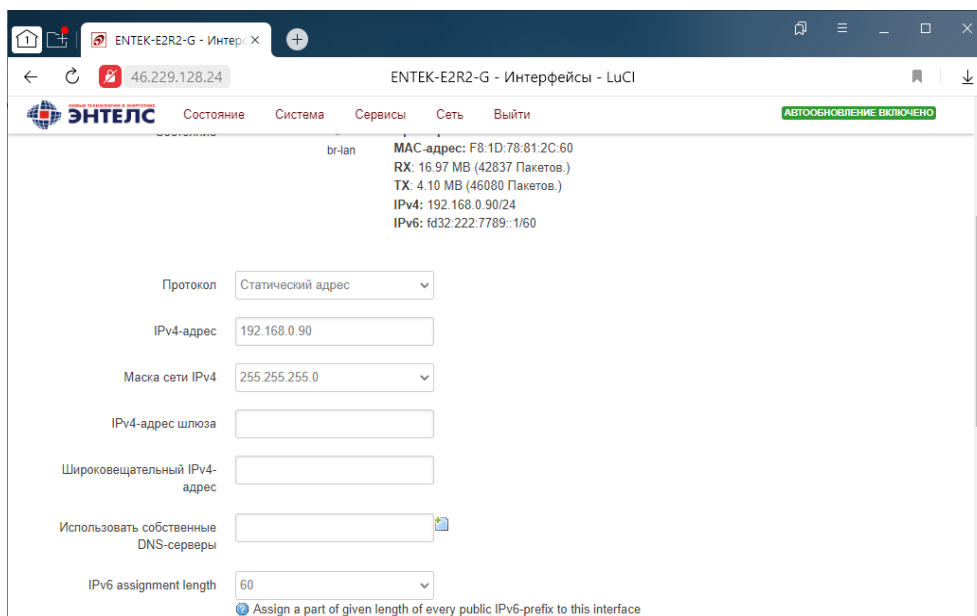 1
ENTEK-E2R2-G - Интерс
46.229.128.24
ENTEK-E2R2-G - Интерфейсы - LuCI
НОВЫЕ ТЕХНОЛОГИИ В ЭНЕРГЕТИКЕ
ЭНТЕЛС
Состояние Система Сервисы Сеть Выйти
АВТООБНОВЛЕНИЕ ВКЛЮЧЕНО
Состояние
br-lan
MAC-адрес: F8:1D:78:81:2C:60
RX: 16.97 MB (42837 Пакетов.)
TX: 4.10 MB (46080 Пакетов.)
IPv4: 192.168.0.90/24
IPv6: fd32:222:7789::1/60
Протокол Статический адрес
IPv4-адрес 192.168.0.90
Маска сети IPv4 255.255.255.0
IPv4-адрес шлюза
Широковещательный IPv4-
адрес
Использовать собственные
DNS-серверы
IPv6 assignment length 60
Assign a part of given length of every public IPv6-prefix to this interface